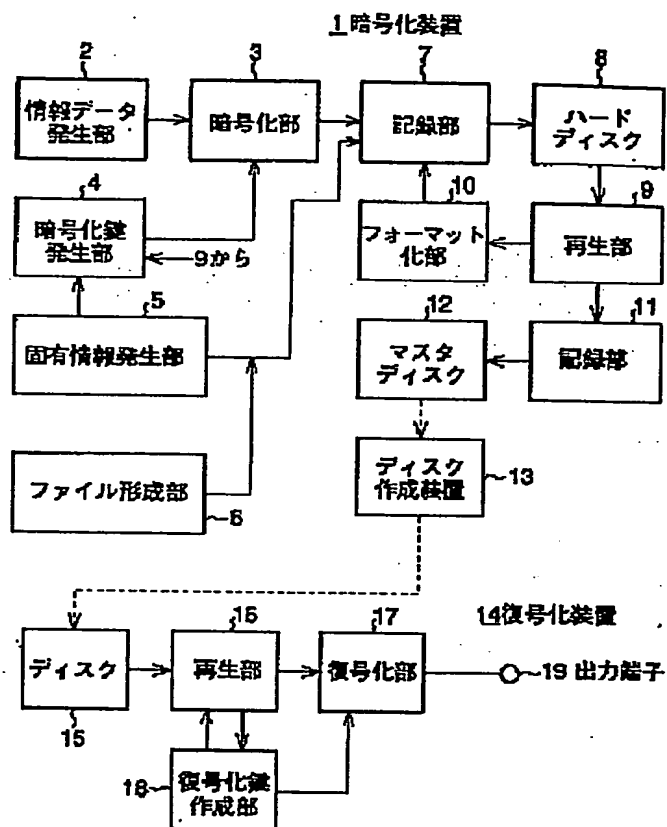 1 暗号化装置
2
3
7
8
情報データ
発生部
暗号化部
記録部
ハード
ディスク
4
10
9
暗号化鍵
発生部
9から
フォーマット
化部
再生部
5
12
11
固有情報発生部
マスタ
ディスク
記録部
ファイル形成部
6
ディスク
作成装置
13
16
17
14復号化装置
ディスク
再生部
復号化部
19 出力端子
15
18
復号化鍵
作成部